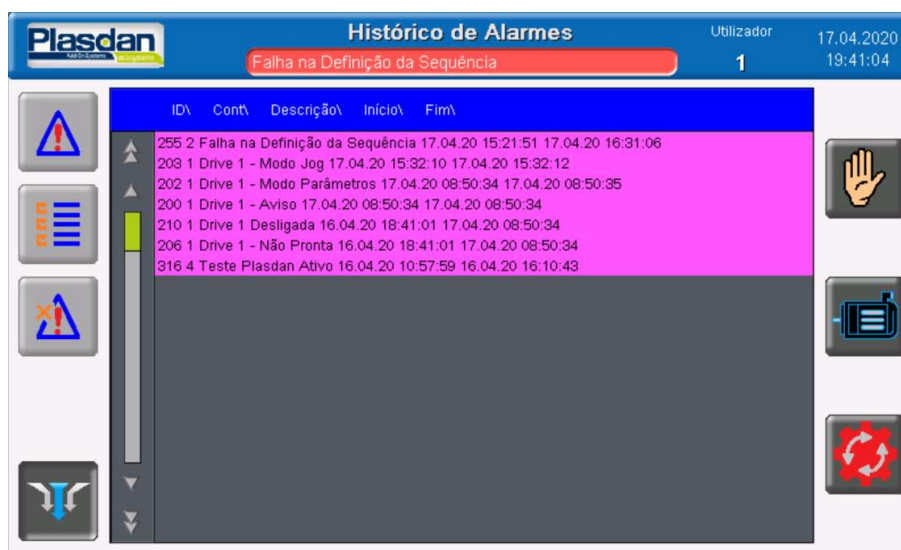 Plasdan
Histórico de Alarmes
Utilizador
17.04.2020
Falha na Definição da Sequência
1
19:41:04
ID\ Cont\ Descrição\ Início\ Fim\
255 2 Falha na Definição da Sequência 17.04.20 15:21:51 17.04.20 16:31:06
203 1 Drive 1 - Modo Jog 17.04.20 15:32:10 17.04.20 15:32:12
202 1 Drive 1 - Modo Parâmetros 17.04.20 08:50:34 17.04.20 08:50:35
200 1 Drive 1 - Aviso 17.04.20 08:50:34 17.04.20 08:50:34
210 1 Drive 1 Desligada 16.04.20 18:41:01 17.04.20 08:50:34
206 1 Drive 1 - Não Pronta 16.04.20 18:41:01 17.04.20 08:50:34
316 4 Teste Plasdan Ativo 16.04.20 10:57:59 16.04.20 16:10:43